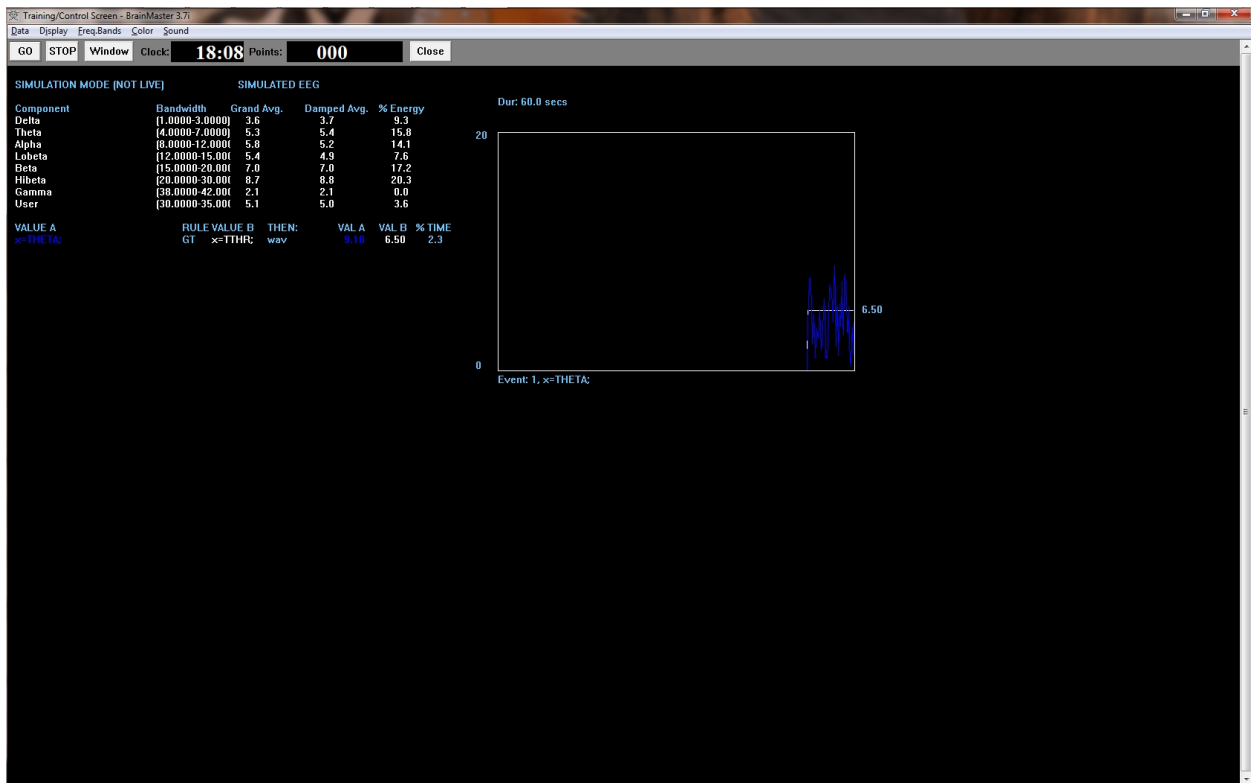 Training/Control Screen - BrainMaster 3.7i
Data Display Freq.Bands Color Sound
GO STOP Window Clock: 18:08 Points: 000 Close
SIMULATION MODE (NOT LIVE) SIMULATED EEG
Dur: 60.0 secs
Component Bandwidth Grand Avg. Damped Avg. % Energy
Delta (1.0000-3.0000) 3.6 3.7 9.3
Theta (4.0000-7.0000) 5.3 5.4 15.8
Alpha (8.0000-12.000( 5.8 5.2 14.1
Lobeta (12.0000-15.00( 5.4 4.9 7.6
Beta (15.0000-20.00( 7.0 7.0 17.2
Hibeta (20.0000-30.00( 8.7 8.8 20.3
Gamma (38.0000-42.00( 2.1 2.1 0.0
User (30.0000-35.00( 5.1 5.0 3.6
VALUE A RULE VALUE B THEN: VAL A VAL B % TIME
x=THETA; GT x=TTHR; wav 9.10 6.50 2.3
20
6.50
0
Event: 1, x=THETA;